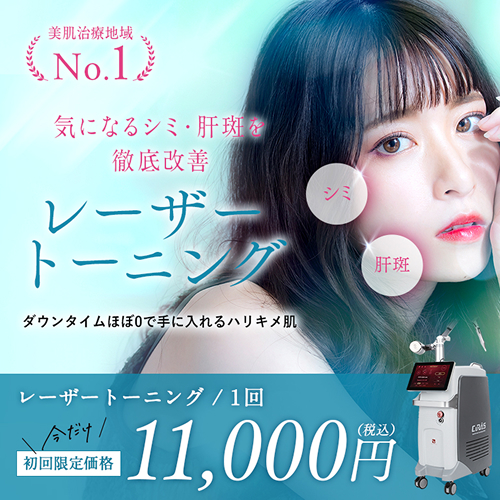 美肌治療地域
No.1
気になるシミ・肝斑を
徹底改善
レーザー
トーニング
シミ
肝斑
ダウンタイムほぼ0で手に入れるハリキメ肌
レーザートーニング / 1回
今だけ
初回限定価格
11,000円
(税込)